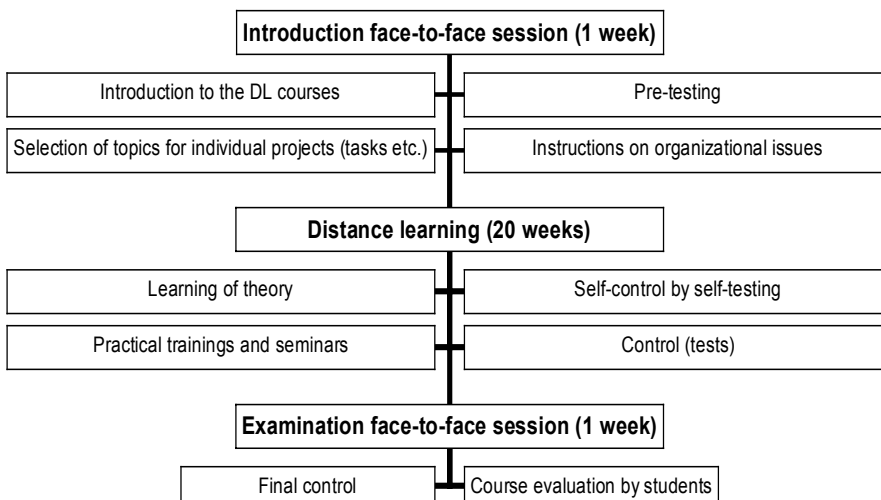 Introduction face-to-face session (1 week)
Introduction to the DL courses
Pre-testing
Selection of topics for individual projects (tasks etc.)
Instructions on organizational issues
Distance learning (20 weeks)
Learning of theory
Self-control by self-testing
Practical trainings and seminars
Control (tests)
Examination face-to-face session (1 week)
Final control
Course evaluation by students